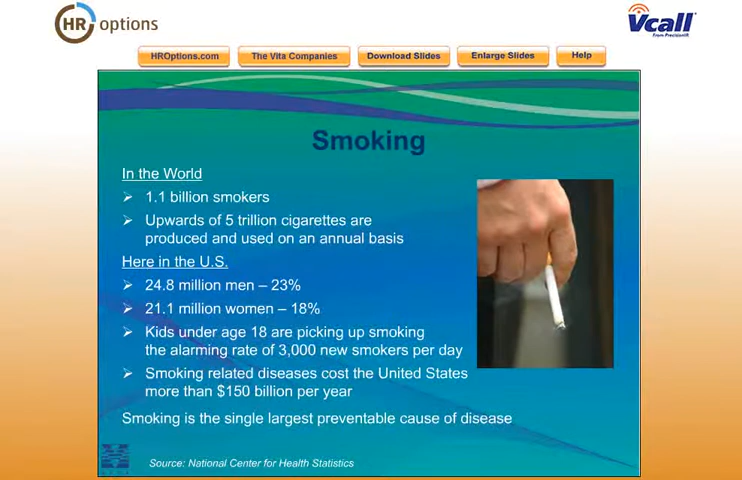 HR options
Vcall
From Precision IR
HROptions.com
The Vita Companies
Download Slides
Enlarge Slides
Help
Smoking
In the World
1.1 billion smokers
Upwards of 5 trillion cigarettes are
produced and used on an annual basis
Here in the U.S.
24.8 million men – 23%
21.1 million women – 18%
Kids under age 18 are picking up smoking
the alarming rate of 3,000 new smokers per day
Smoking related diseases cost the United States
more than $150 billion per year
Smoking is the single largest preventable cause of disease
Source: National Center for Health Statistics